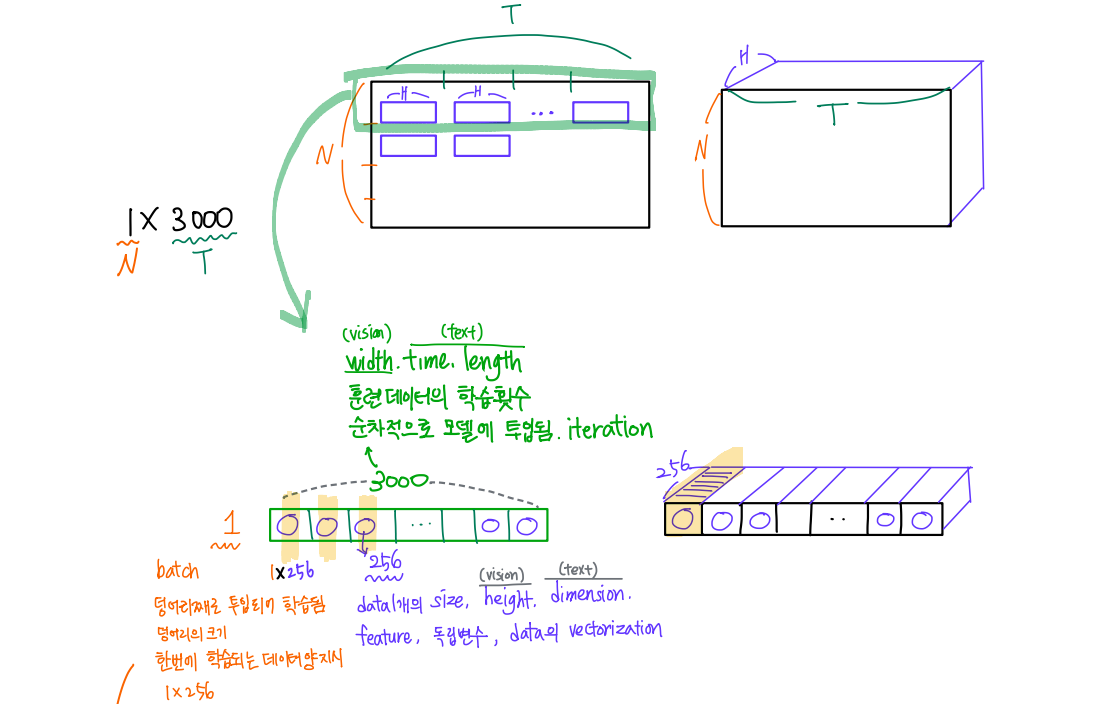 T
H
H
H
...
N
T
N
1 X 3000
N
T
(vision) (text)
width. time. length
훈련데이터의 학습횟수
순차적으로 모델에 투입됨. iteration
3000
256
1
...
..
batch
1x256
256
(vision) (text)
덩어리째로 투입되어 학습됨
data1개의 size, height. dimension.
덩어리의 크기
feature, 독립변수, data의 vectorization
한번에 학습되는 데이터양지시
1x256